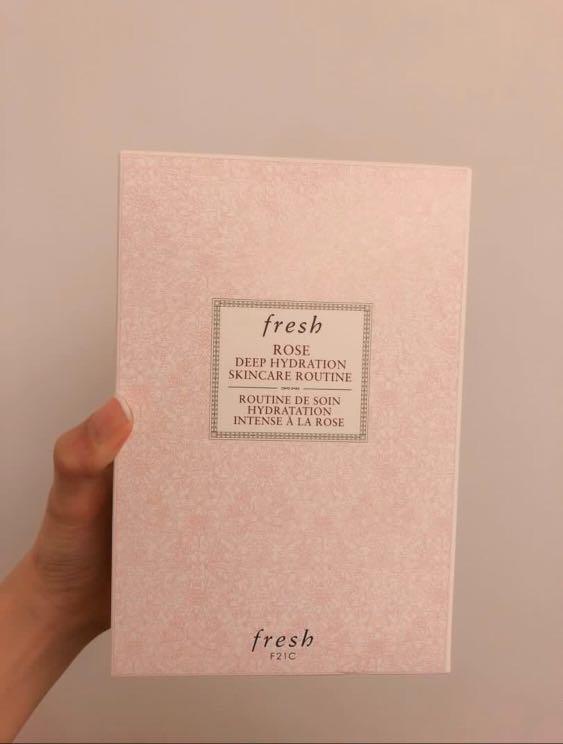 fresh
ROSE
DEEP HYDRATION
SKINCARE ROUTINE
ROUTINE DE SOIN
HYDRATATION
INTENSE À LA ROSE
fresh
F21C